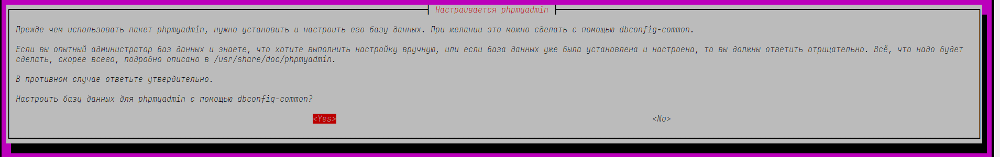 Настраивается phpmyadmin
Прежде чем использовать пакет phpmyadmin, нужно установить и настроить его базу данных. При желании это можно сделать с помощью dbconfig-common.
Если вы опытный администратор баз данных и знаете, что хотите выполнить настройку вручную, или если база данных уже была установлена и настроена, то вы должны ответить отрицательно. Всё, что надо будет
сделать, скорее всего, подробно описано в /usr/share/doc/phpmyadmin.
В противном случае ответьте утвердительно.
Настроить базу данных для phpmyadmin с помощью dbconfig-common?
<Yes> <No>